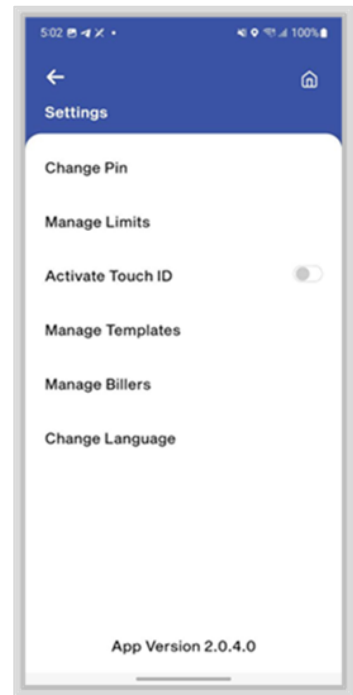 5:02
100%
Settings
Change Pin
Manage Limits
Activate Touch ID
Manage Templates
Manage Billers
Change Language
App Version 2.0.4.0